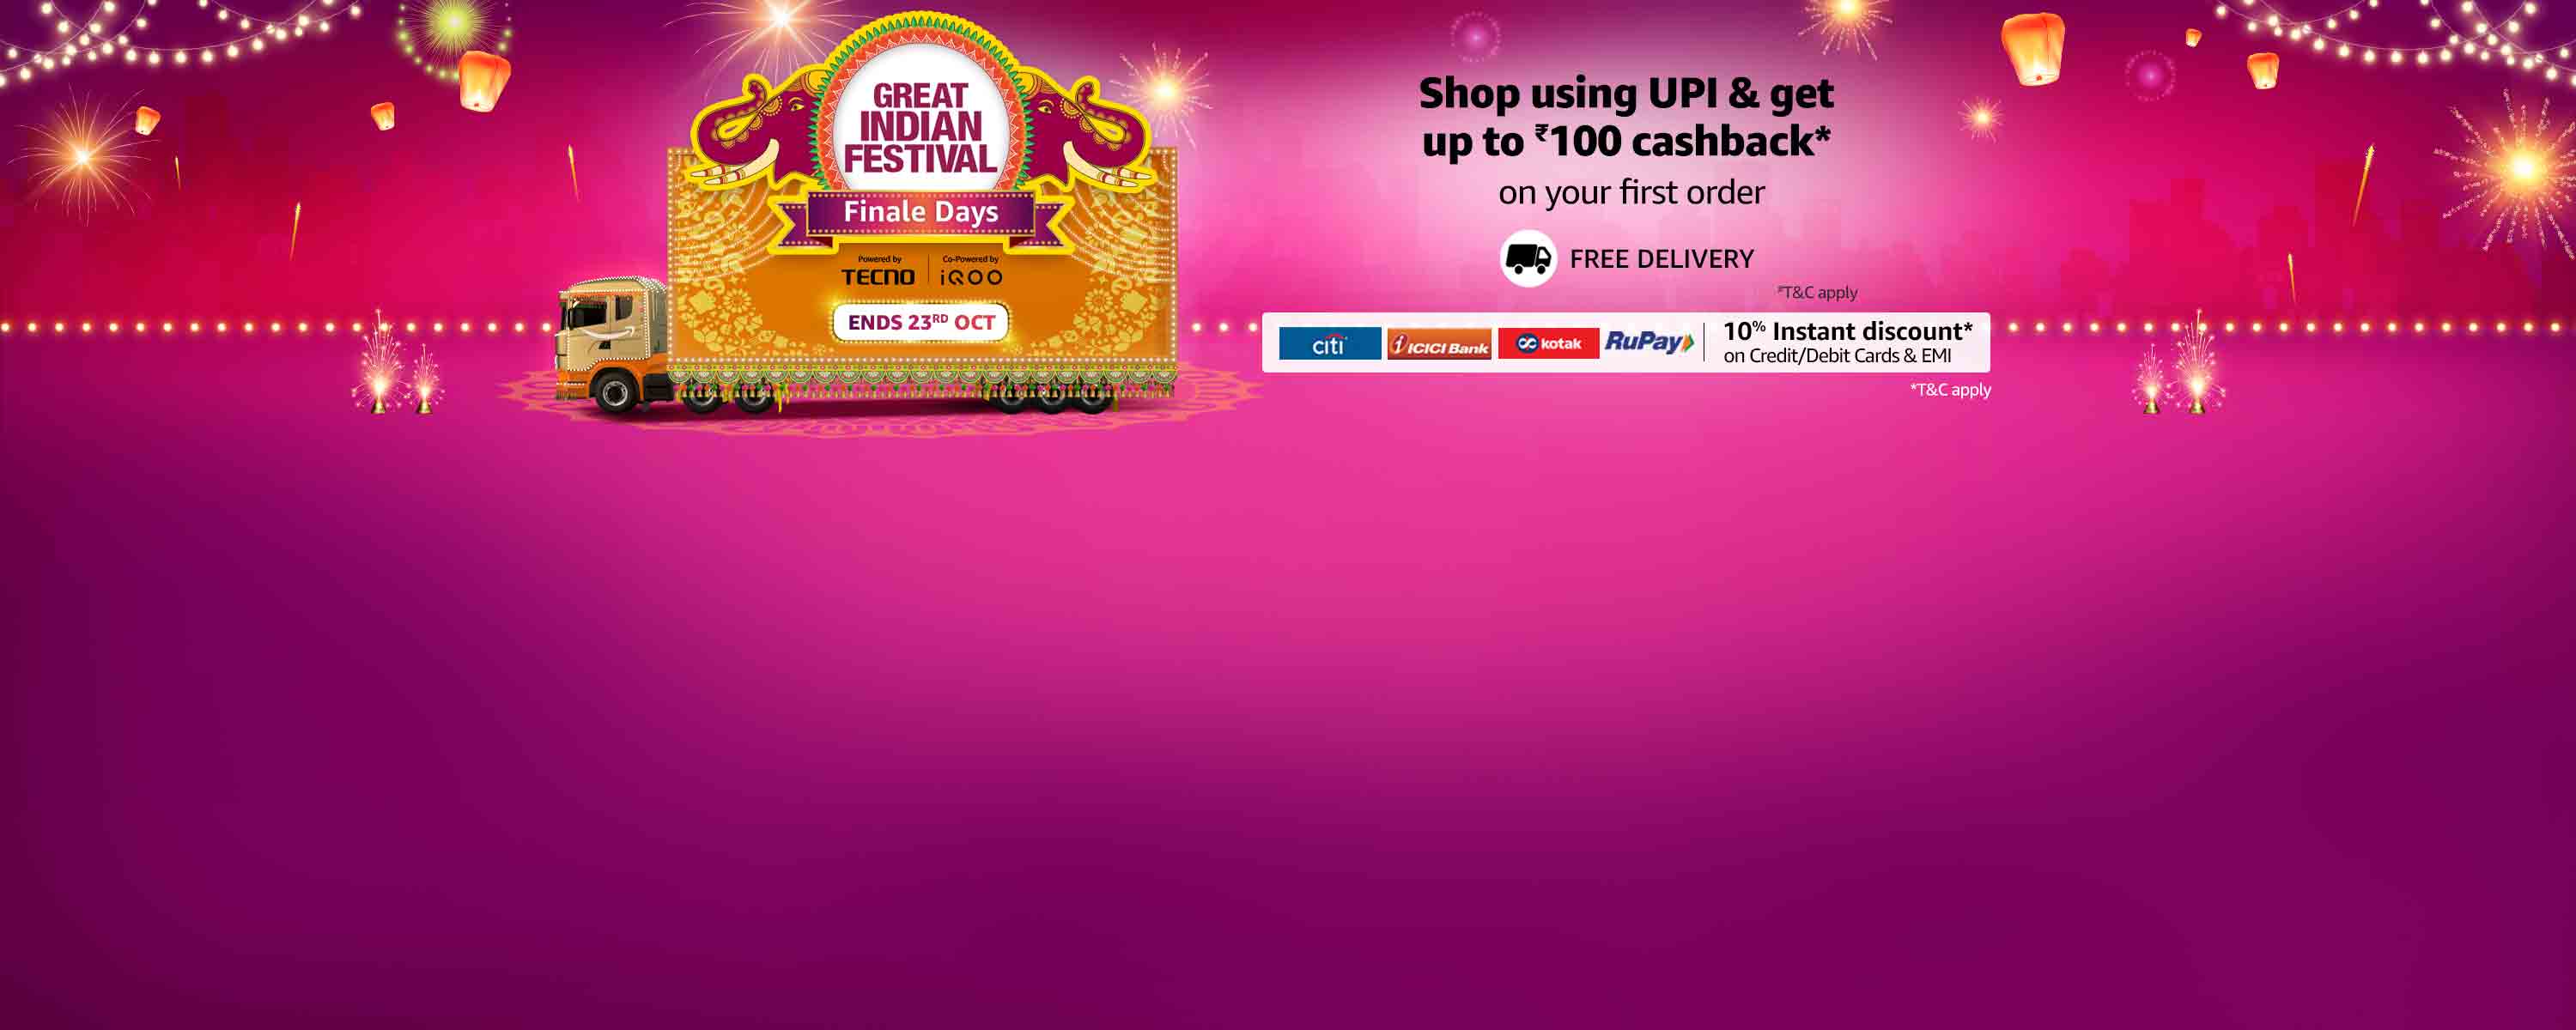 GREAT
INDIAN
FESTIVAL
Finale Days
Powered by
TECNO
Co-Powered by
iQOO
ENDS 23RD OCT
Shop using UPI & get
up to ₹100 cashback*
on your first order
FREE DELIVERY
#T&C apply
citi
ICICI Bank
kotak
RuPay
10% Instant discount*
on Credit/Debit Cards & EMI
*T&C apply